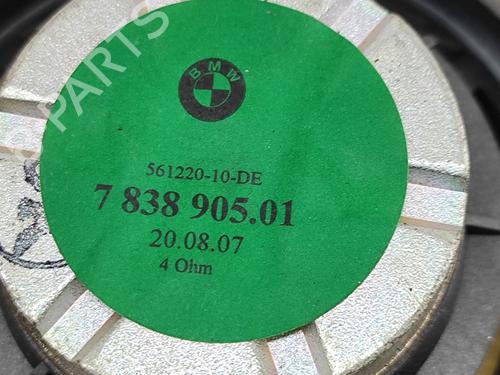 PARTS
BMW
561220-10-DE
7 838 905.01
20.08.07
4 Ohm